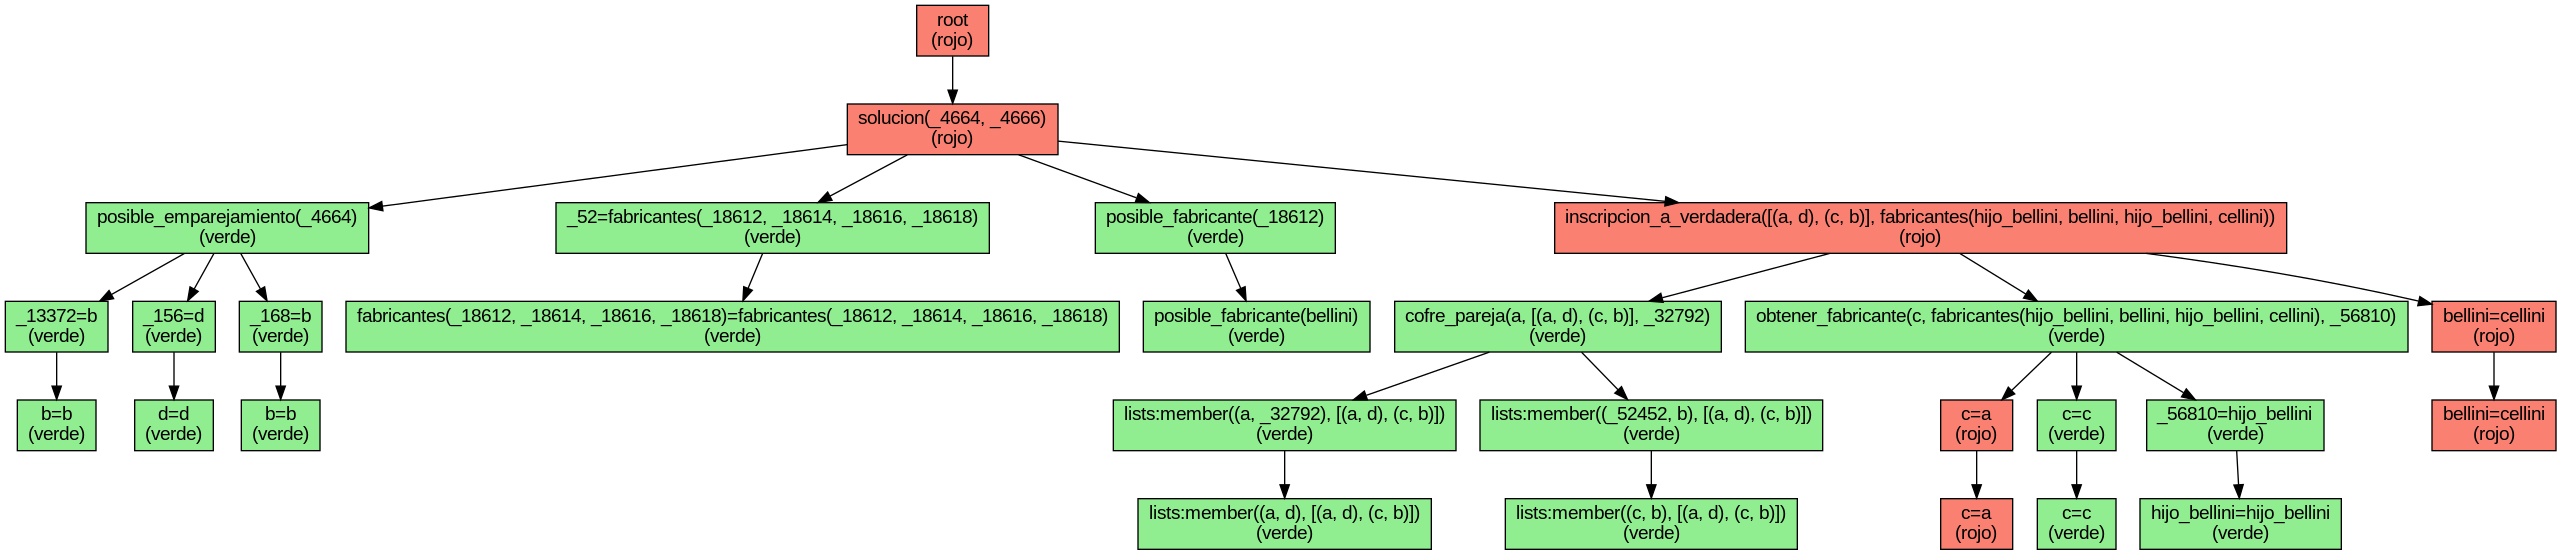 root
(rojo)
solucion(_4664, _4666)
(rojo)
posible_emparejamiento(_4664)
(verde)
_52=fabricantes(_18612, _18614, _18616, _18618)
(verde)
posible_fabricante(_18612)
(verde)
inscripcion_a_verdadera([(a, d), (c, b)], fabricantes(hijo_bellini, bellini, hijo_bellini, cellini))
(rojo)
_13372=b
(verde)
_156=d
(verde)
_168=b
(verde)
fabricantes(_18612, _18614, _18616, _18618)=fabricantes(_18612, _18614, _18616, _18618)
(verde)
posible_fabricante(bellini)
(verde)
cofre_pareja(a, [(a, d), (c, b)], _32792)
(verde)
obtener_fabricante(c, fabricantes(hijo_bellini, bellini, hijo_bellini, cellini), _56810)
(verde)
bellini=cellini
(rojo)
b=b
(verde)
d=d
(verde)
b=b
(verde)
lists:member((a, _32792), [(a, d), (c, b)])
(verde)
lists:member((_52452, b), [(a, d), (c, b)])
(verde)
c=a
(rojo)
c=c
(verde)
_56810=hijo_bellini
(verde)
bellini=cellini
(rojo)
lists:member((a, d), [(a, d), (c, b)])
(verde)
lists:member((c, b), [(a, d), (c, b)])
(verde)
c=a
(rojo)
c=c
(verde)
hijo_bellini=hijo_bellini
(verde)